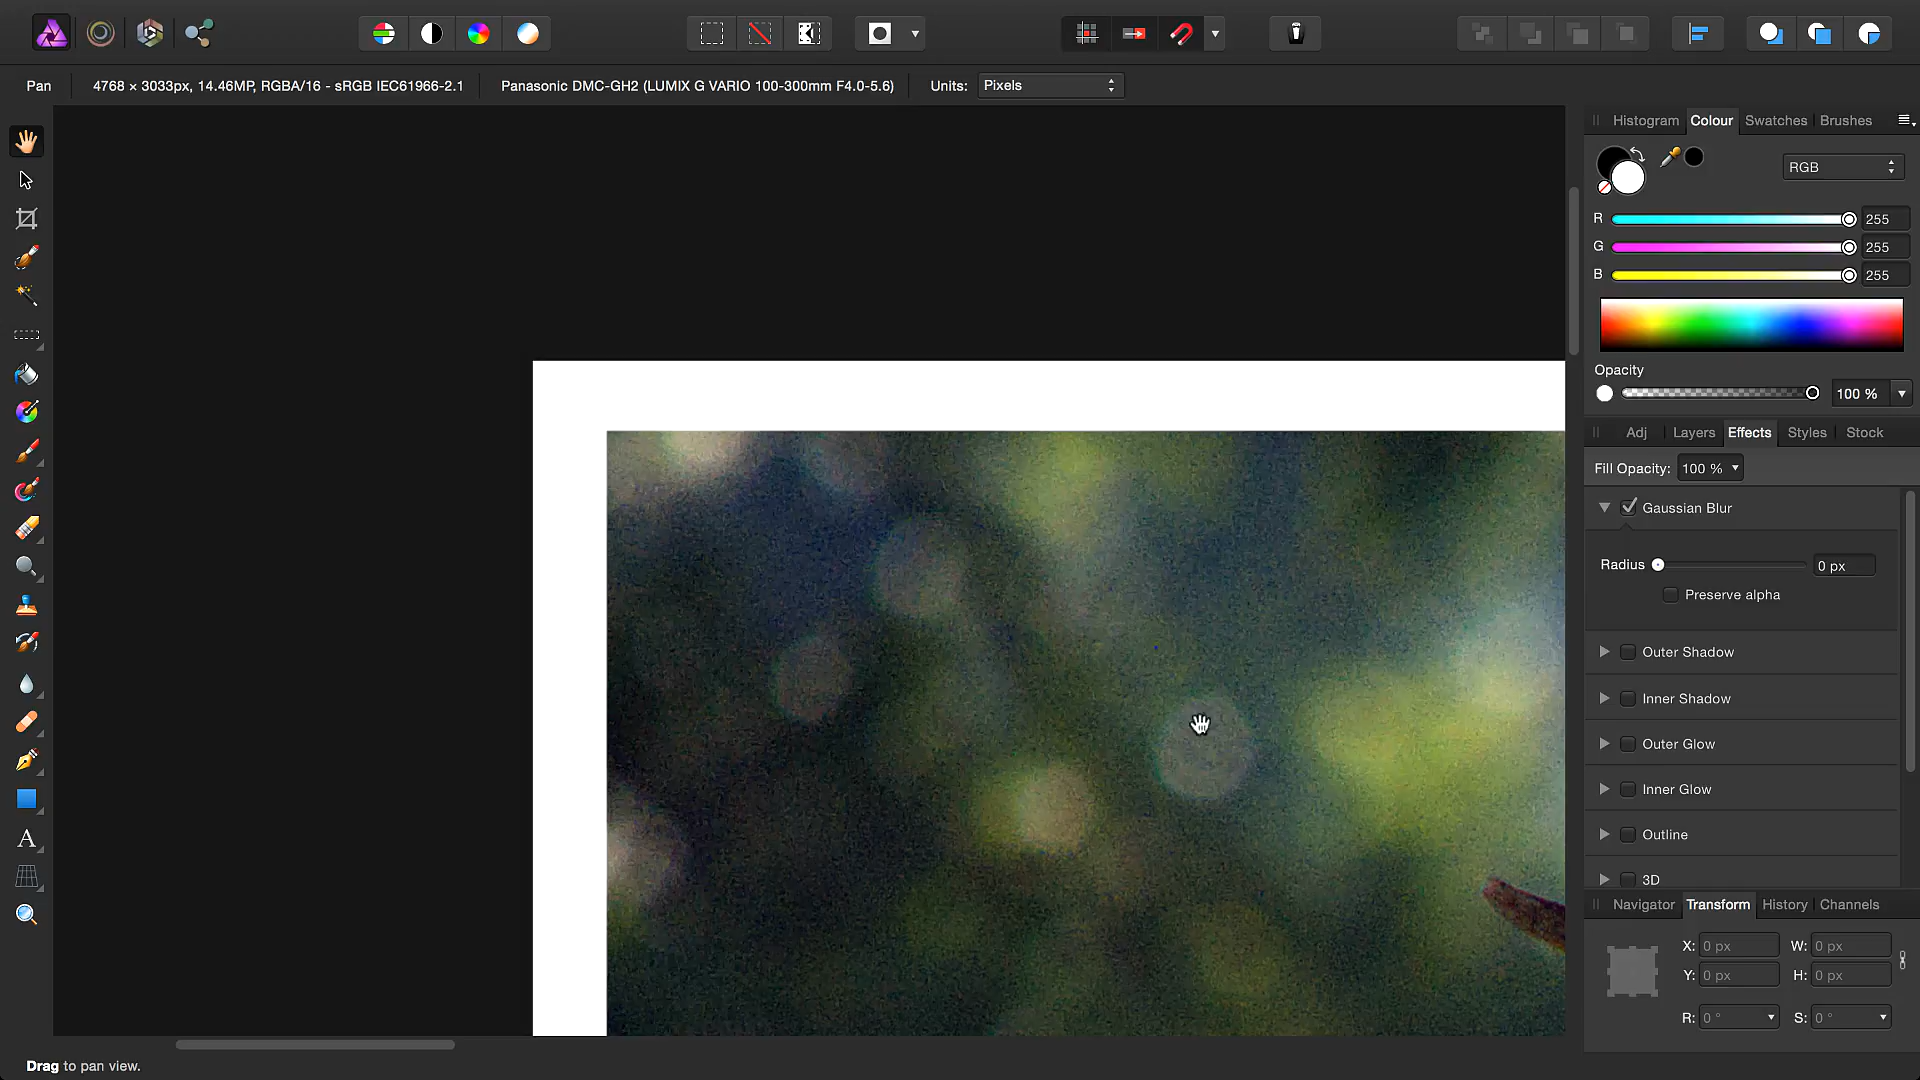 Pan
4768 × 3033px, 14.46MP, RGBA/16 - sRGB IEC61966-2.1
Panasonic DMC-GH2 (LUMIX G VARIO 100-300mm F4.0-5.6)
Units: Pixels
Histogram Colour Swatches Brushes
RGB
R 255
G 255
B 255
Opacity
100 %
Adj Layers Effects Styles Stock
Fill Opacity: 100 %
Gaussian Blur
Radius 0 px
Preserve alpha
Outer Shadow
Inner Shadow
Outer Glow
Inner Glow
Outline
3D
Navigator Transform History Channels
X: 0 px W: 0 px
Y: 0 px H: 0 px
R: 0 ° S: 0 °
A
Drag to pan view.